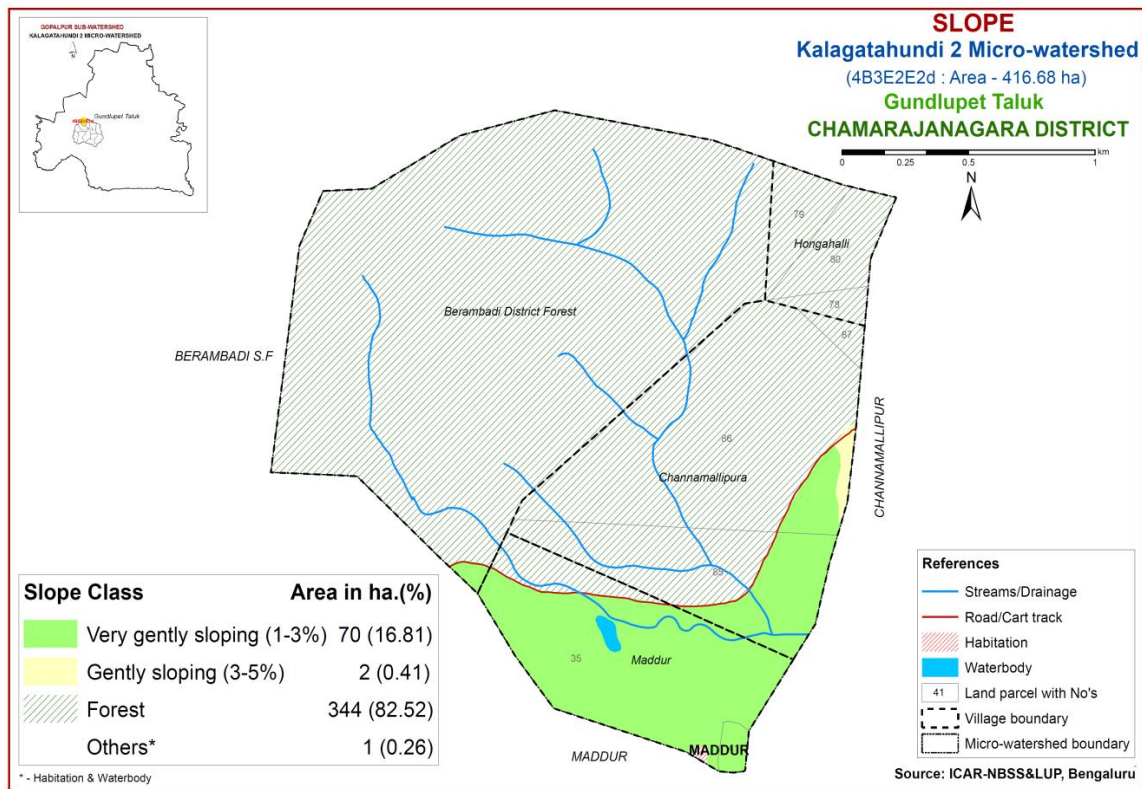 GOPALPUR SUB-WATERSHED
KALAGATAHUNDI 2 MICRO-WATERSHED
N
Gundlupet Taluk
SLOPE
Kalagatahundi 2 Micro-watershed
(4B3E2E2d : Area - 416.68 ha)
Gundlupet Taluk
CHAMARAJANAGARA DISTRICT
km
0 0.25 0.5 1
N
79
Hongahalli
80
78
87
Berambadi District Forest
BERAMBADI S.F
86
Channamallipura
CHANNAMALLIPUR
85
35
Maddur
MADDUR
MADDUR
Slope Class Area in ha.(%)
Very gently sloping (1-3%) 70 (16.81)
Gently sloping (3-5%) 2 (0.41)
Forest 344 (82.52)
Others* 1 (0.26)
* - Habitation & Waterbody
References
Streams/Drainage
Road/Cart track
Habitation
Waterbody
41 Land parcel with No's
Village boundary
Micro-watershed boundary
Source: ICAR-NBSS&LUP, Bengaluru